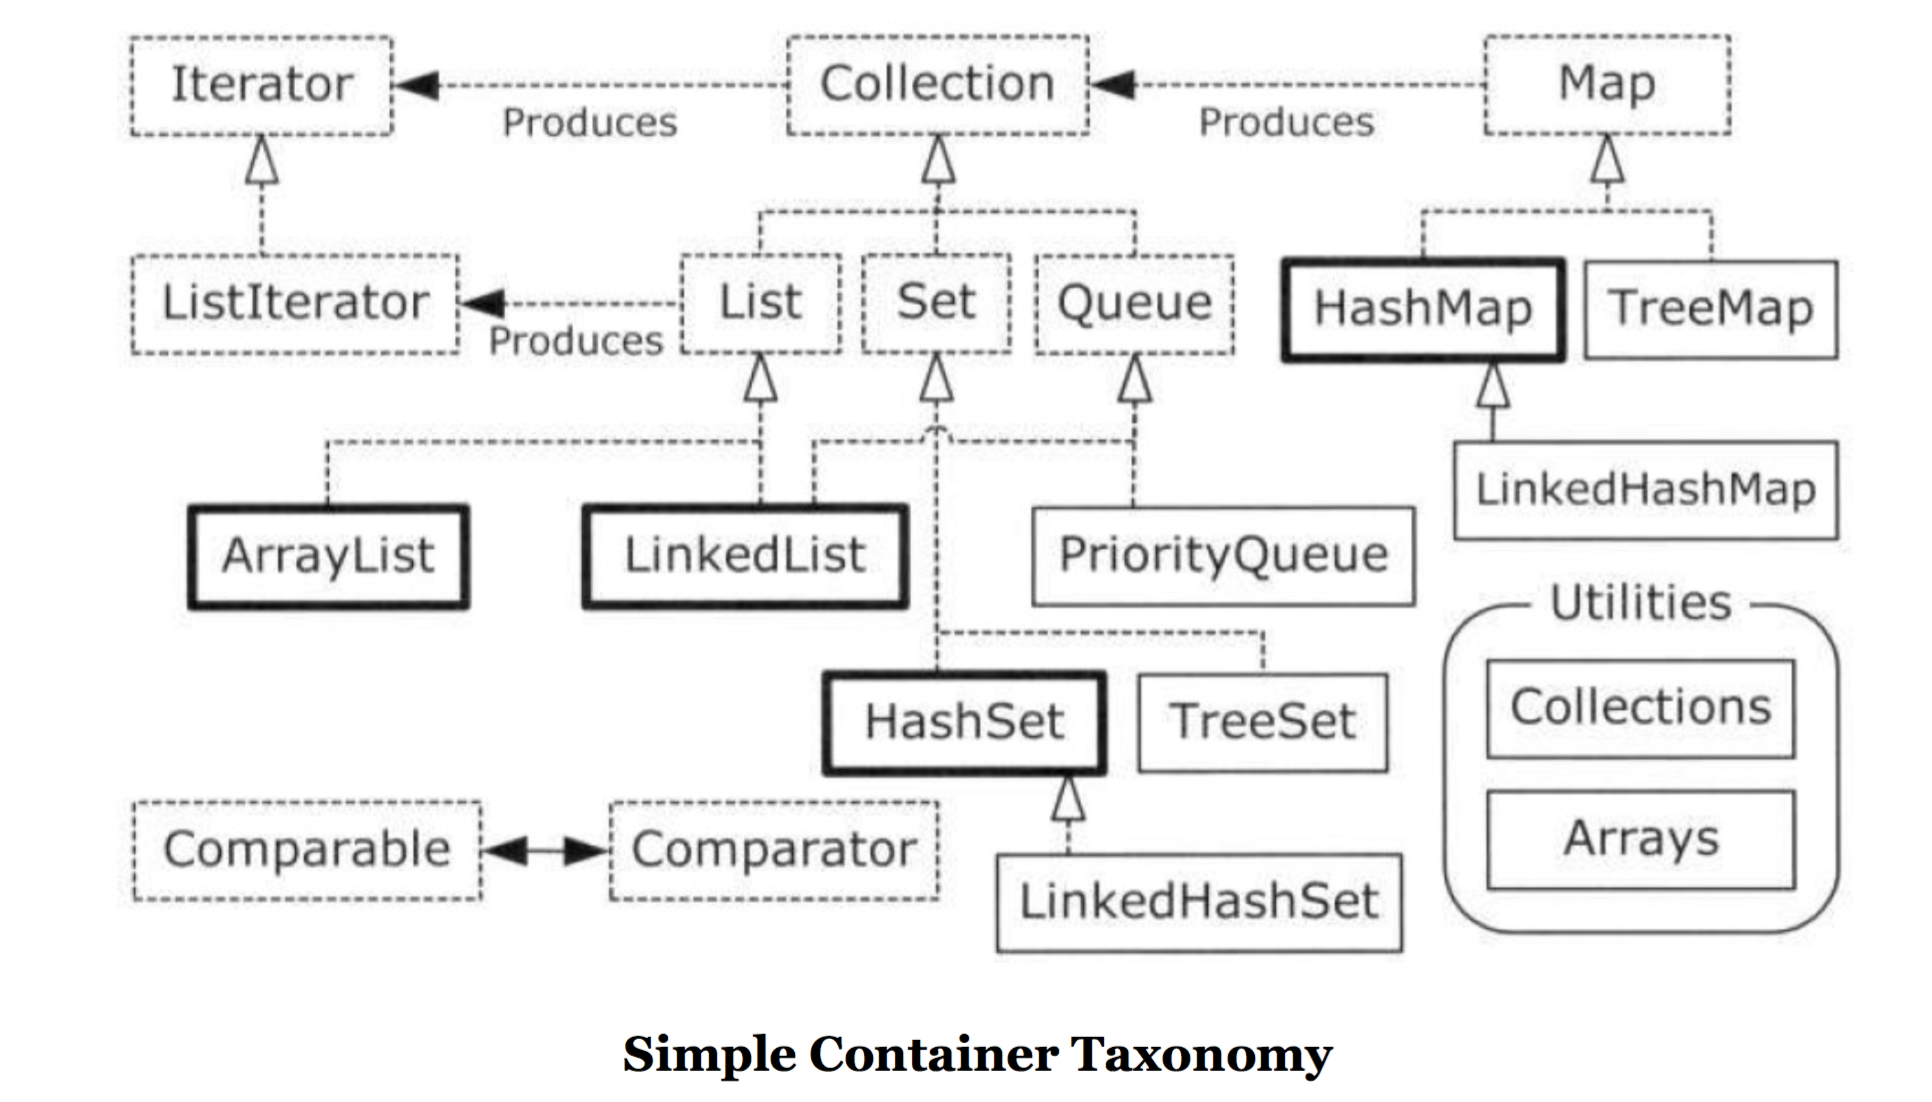 Iterator
Collection
Map
Produces
Produces
ListIterator
List
Set
Queue
HashMap
TreeMap
Produces
LinkedHashMap
ArrayList
LinkedList
PriorityQueue
Utilities
Collections
HashSet
TreeSet
Arrays
Comparable
Comparator
LinkedHashSet
Simple Container Taxonomy